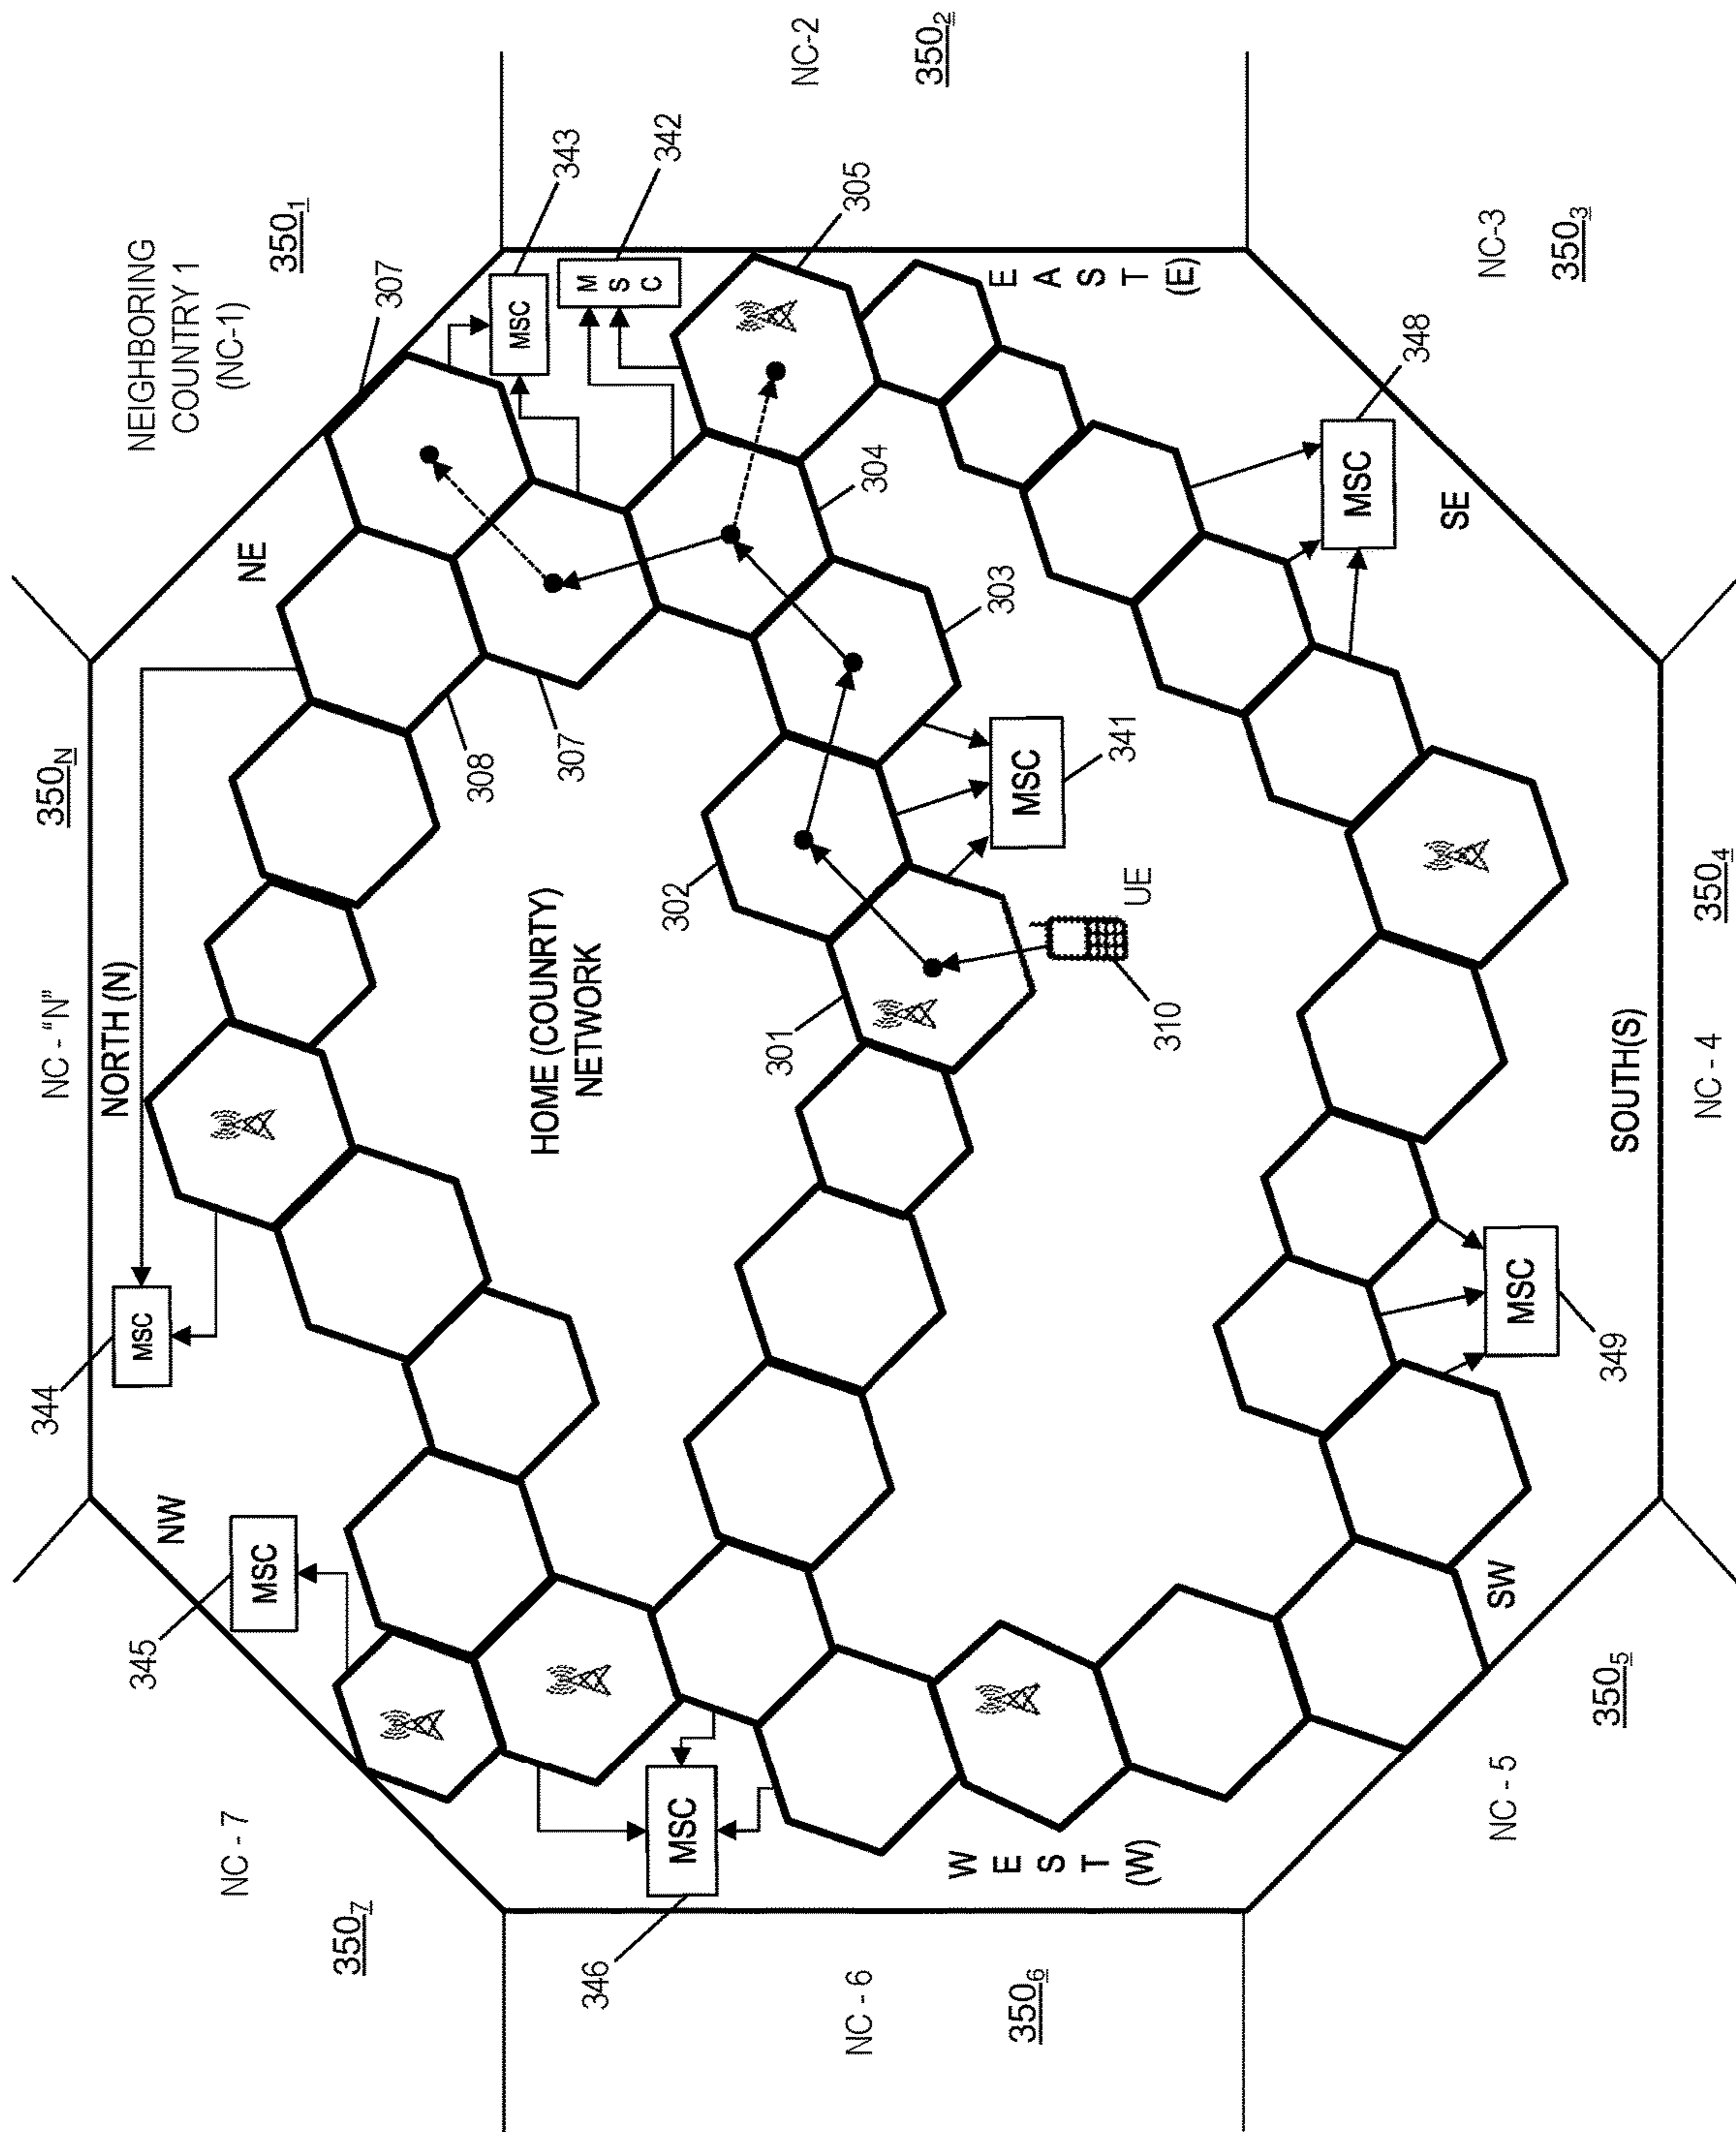 NC - "N"
350N
344
NORTH (N)
MSC
NW
345
MSC
NE
NEIGHBORING
COUNTRY 1
(NC-1)
3501
NC - 7
3507
307
308
307
HOME (COUNRTY)
NETWORK
MSC
343
M
S
C
342
346
MSC
302
301
NC-2
3502
305
304
303
NC - 6
3506
W
E
S
T
(W)
E
A
S
T
(E)
MSC
341
UE
310
MSC
348
SE
NC-3
3503
SW
NC - 5
3505
MSC
349
SOUTH(S)
NC - 4
3504